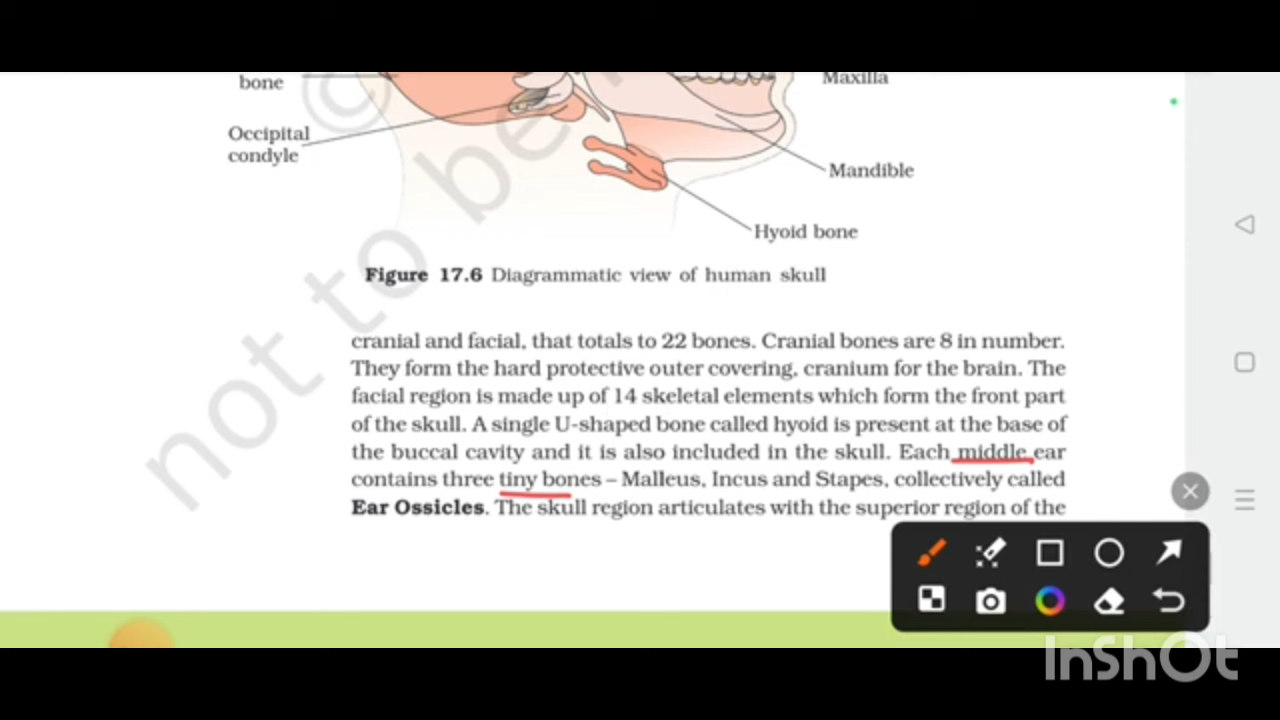 bone
Maxilla
Occipital
condyle
Mandible
Hyoid bone
Figure 17.6 Diagrammatic view of human skull
cranial and facial, that totals to 22 bones. Cranial bones are 8 in number.
They form the hard protective outer covering, cranium for the brain. The
facial region is made up of 14 skeletal elements which form the front part
of the skull. A single U-shaped bone called hyoid is present at the base of
the buccal cavity and it is also included in the skull. Each middle ear
contains three tiny bones – Malleus, Incus and Stapes, collectively called
Ear Ossicles. The skull region articulates with the superior region of the
© not to be
InShOt